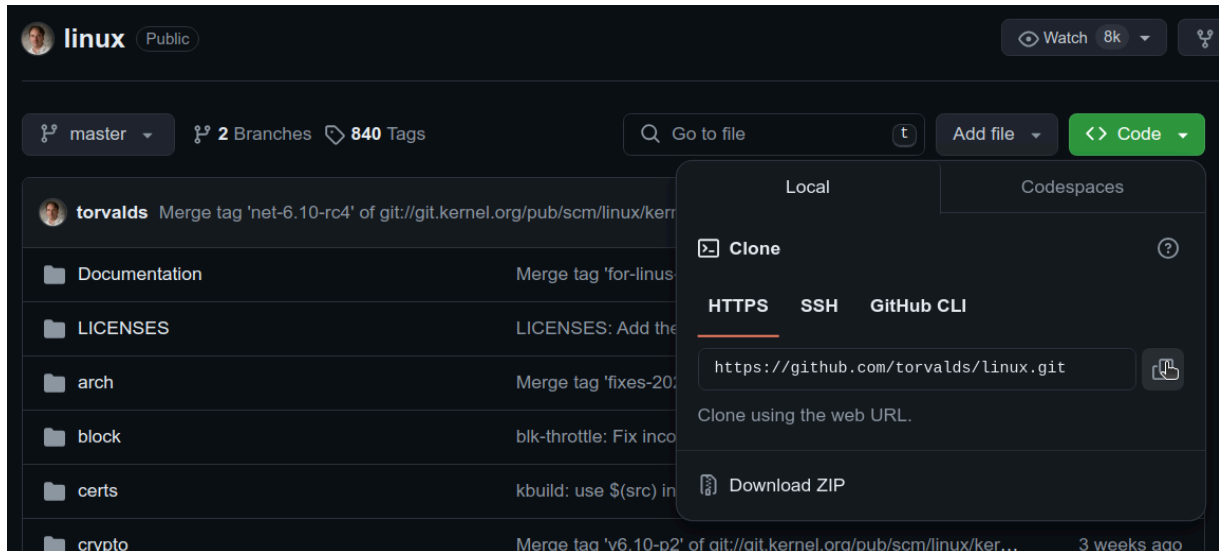 linux Public Watch 8k
master 2 Branches 840 Tags Go to file t Add file <> Code
Local Codespaces
torvalds Merge tag 'net-6.10-rc4' of git://git.kernel.org/pub/scm/linux/kerr
Clone
Documentation Merge tag 'for-linus-
HTTPS SSH GitHub CLI
LICENSES LICENSES: Add the
https://github.com/torvalds/linux.git
arch Merge tag 'fixes-202
Clone using the web URL.
block blk-throttle: Fix inco
Download ZIP
certs kbuild: use $(src) in
crypto Merge tag 'v6.10-p2' of git://git.kernel.org/pub/scm/linux/ker… 3 weeks ago